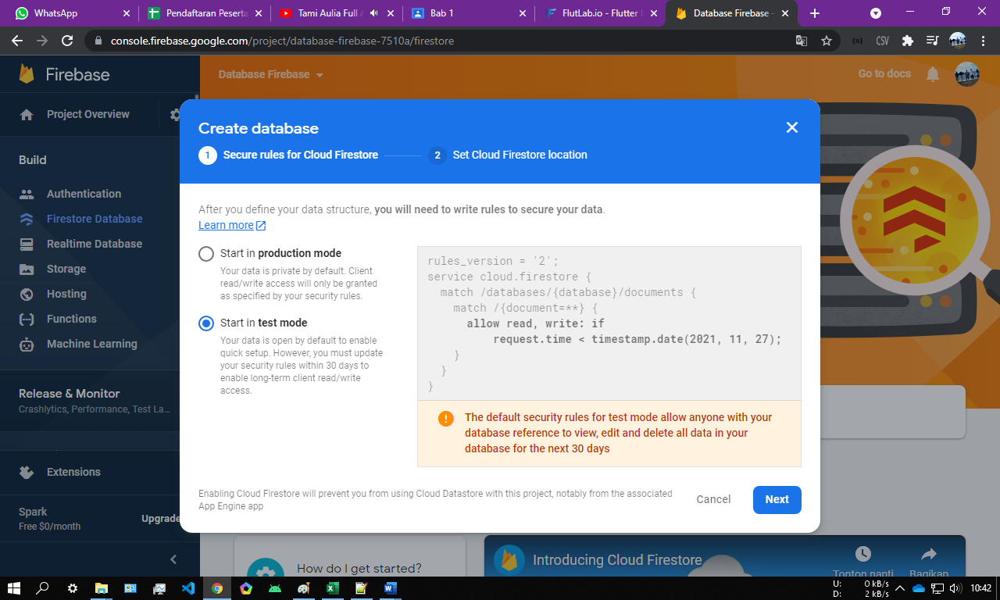 WhatsApp
Pendaftaran Peserta
Tami Aulia Full
Bab 1
FlutLab.io - Flutter
Database Firebase -
console.firebase.google.com/project/database-firebase-7510a/firestore
CSV
Firebase
Database Firebase
Go to docs
Project Overview
Build
Authentication
Firestore Database
Realtime Database
Storage
Hosting
Functions
Machine Learning
Release & Monitor
Crashlytics, Performance, Test La...
Extensions
Spark
Free $0/month
Upgrade
Create database
1 Secure rules for Cloud Firestore
2 Set Cloud Firestore location
After you define your data structure, you will need to write rules to secure your data.
Learn more
Start in production mode
Your data is private by default. Client
read/write access will only be granted
as specified by your security rules.
Start in test mode
Your data is open by default to enable
quick setup. However, you must update
your security rules within 30 days to
enable long-term client read/write
access.
rules_version = '2';
service cloud.firestore {
match /databases/{database}/documents {
match /{document=**} {
allow read, write: if
request.time < timestamp.date(2021, 11, 27);
}
}
}
The default security rules for test mode allow anyone with your
database reference to view, edit and delete all data in your
database for the next 30 days
Enabling Cloud Firestore will prevent you from using Cloud Datastore with this project, notably from the associated
App Engine app
Cancel
Next
How do I get started?
Introducing Cloud Firestore
Tonton nanti
Bagikan
U: 0 kB/s
D: 2 kB/s
10:42